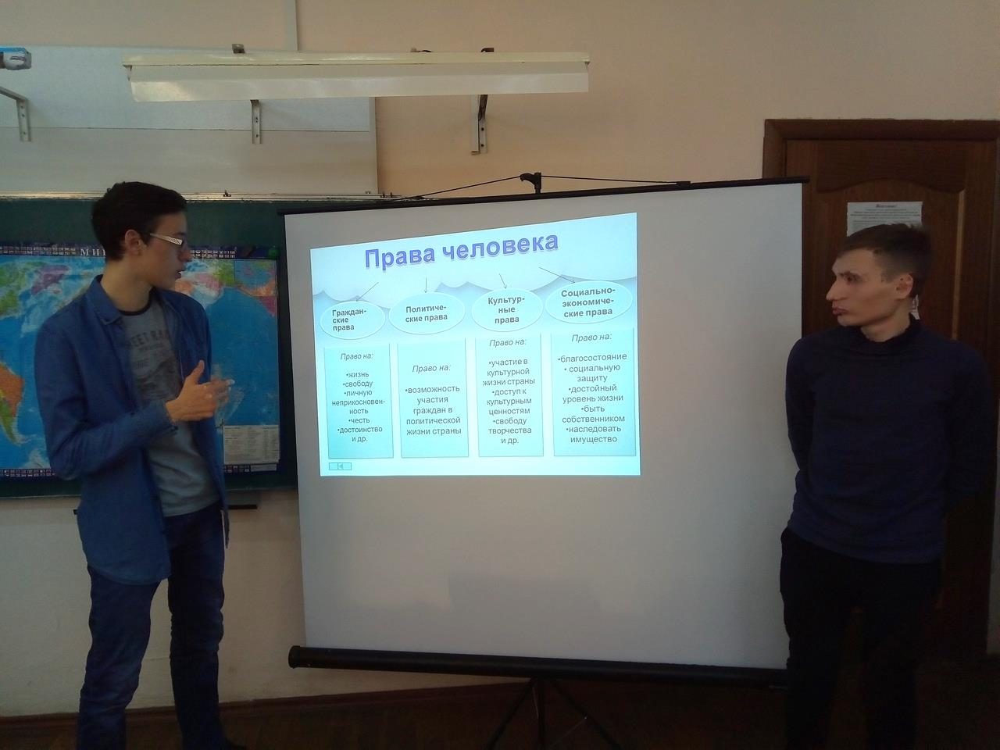 МИ
Права человека
Граждан-
ские
права
Политиче-
ские права
Культур-
ные
права
Социально-
экономиче-
ские права
Право на:
•жизнь
•свободу
•личную
неприкосновен-
ность
•честь
•достоинство
и др.
Право на:
•возможность
участия
граждан в
политической
жизни страны
Право на:
•участие в
культурной
жизни страны
•доступ к
культурным
ценностям
•свободу
творчества
и др.
Право на:
•благосостояние
• социальную
защиту
•достойный
уровень жизни
•быть
собственником
•наследовать
имущество